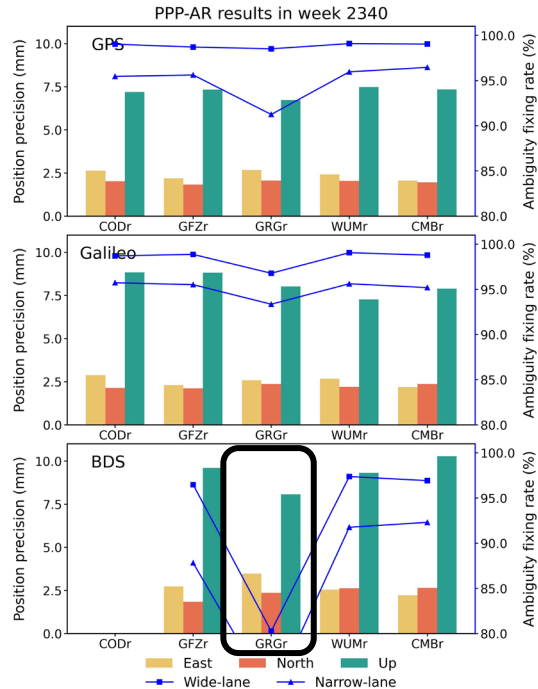 PPP-AR results in week 2340
GPS
Position precision (mm)
10.0
7.5
5.0
2.5
0.0
100.0
95.0
90.0
85.0
80.0
Ambiguity fixing rate (%)
CODr GFZr GRGr WUMr CMBr
Galileo
Position precision (mm)
10.0
7.5
5.0
2.5
0.0
100.0
95.0
90.0
85.0
80.0
Ambiguity fixing rate (%)
CODr GFZr GRGr WUMr CMBr
BDS
Position precision (mm)
10.0
7.5
5.0
2.5
0.0
100.0
95.0
90.0
85.0
80.0
Ambiguity fixing rate (%)
CODr GFZr GRGr WUMr CMBr
East North Up
Wide-lane Narrow-lane